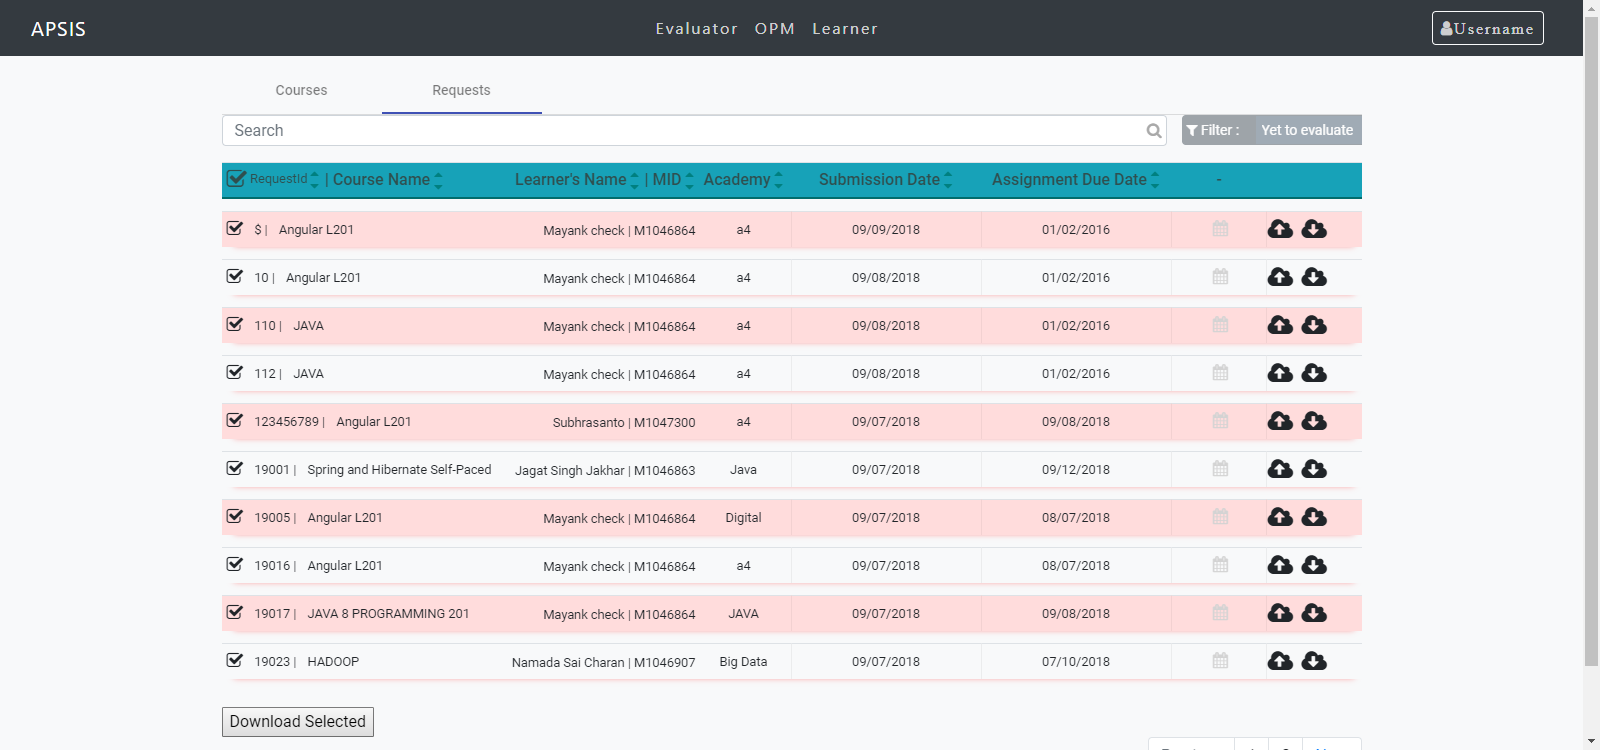 APSIS Evaluator OPM Learner Username
Courses Requests
Search Filter : Yet to evaluate
RequestId | Course Name Learner's Name | MID Academy Submission Date Assignment Due Date -
$ | Angular L201 Mayank check | M1046864 a4 09/09/2018 01/02/2016
10 | Angular L201 Mayank check | M1046864 a4 09/08/2018 01/02/2016
110 | JAVA Mayank check | M1046864 a4 09/08/2018 01/02/2016
112 | JAVA Mayank check | M1046864 a4 09/08/2018 01/02/2016
123456789 | Angular L201 Subhrasanto | M1047300 a4 09/07/2018 09/08/2018
19001 | Spring and Hibernate Self-Paced Jagat Singh Jakhar | M1046863 Java 09/07/2018 09/12/2018
19005 | Angular L201 Mayank check | M1046864 Digital 09/07/2018 08/07/2018
19016 | Angular L201 Mayank check | M1046864 a4 09/07/2018 08/07/2018
19017 | JAVA 8 PROGRAMMING 201 Mayank check | M1046864 JAVA 09/07/2018 09/08/2018
19023 | HADOOP Namada Sai Charan | M1046907 Big Data 09/07/2018 07/10/2018
Download Selected